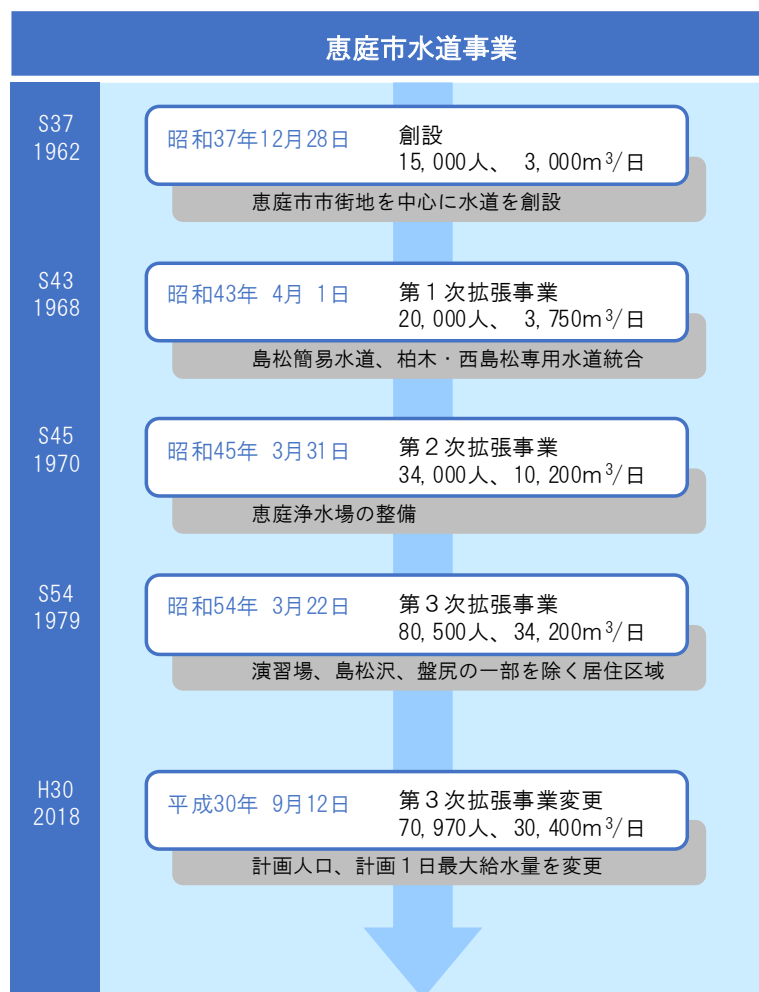 恵庭市水道事業
S37
1962
昭和37年12月28日
創設
15,000人、 3,000m³/日
恵庭市市街地を中心に水道を創設
S43
1968
昭和43年 4月 1日
第１次拡張事業
20,000人、 3,750m³/日
島松簡易水道、柏木・西島松専用水道統合
S45
1970
昭和45年 3月31日
第２次拡張事業
34,000人、10,200m³/日
恵庭浄水場の整備
S54
1979
昭和54年 3月22日
第３次拡張事業
80,500人、34,200m³/日
演習場、島松沢、盤尻の一部を除く居住区域
H30
2018
平成30年 9月12日
第３次拡張事業変更
70,970人、30,400m³/日
計画人口、計画１日最大給水量を変更